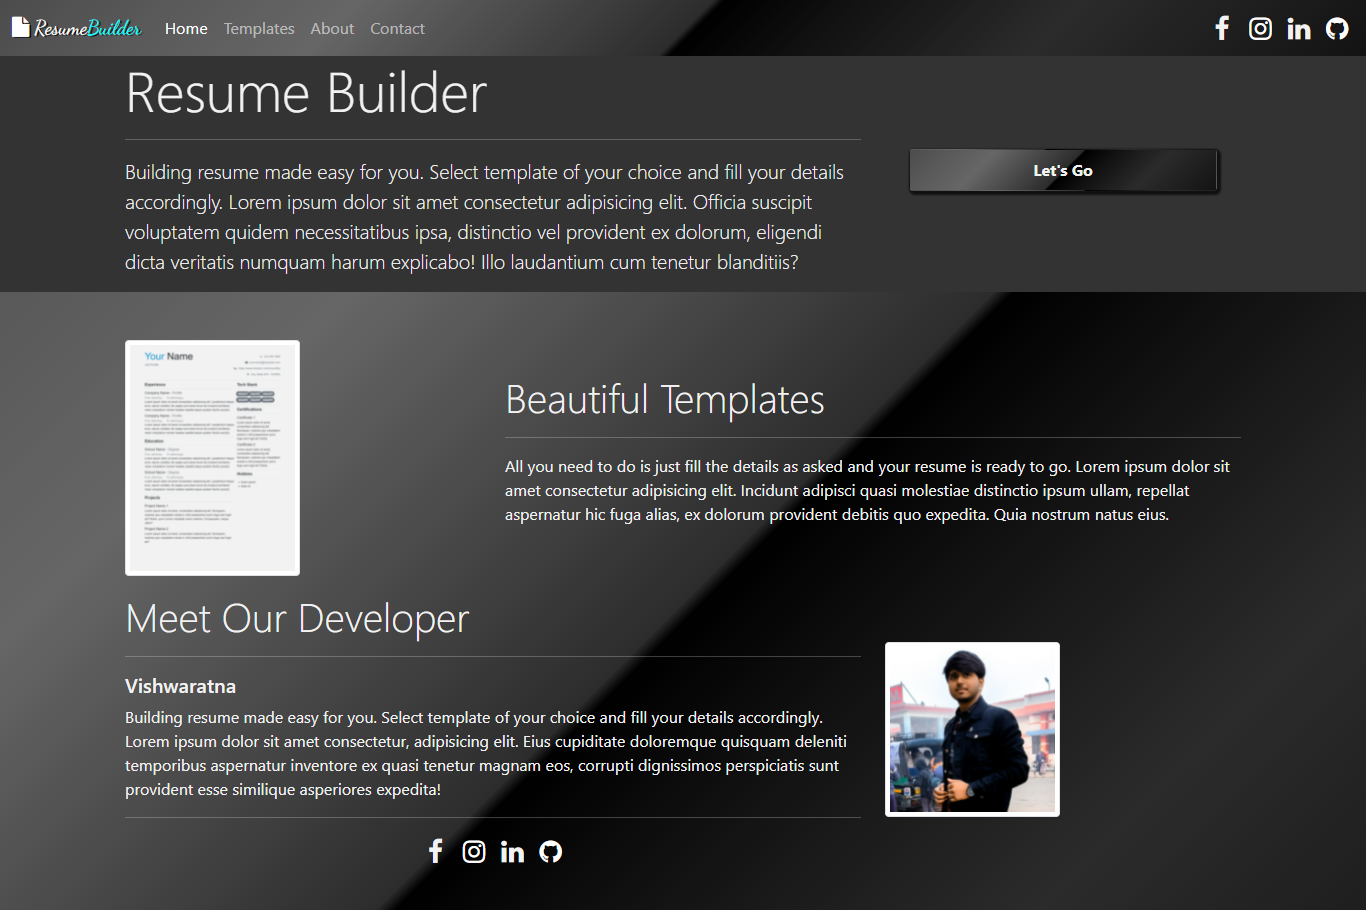 ResumeBuilder Home Templates About Contact
Resume Builder
Building resume made easy for you. Select template of your choice and fill your details
accordingly. Lorem ipsum dolor sit amet consectetur adipisicing elit. Officia suscipit
voluptatem quidem necessitatibus ipsa, distinctio vel provident ex dolorum, eligendi
dicta veritatis numquam harum explicabo! Illo laudantium cum tenetur blanditiis?
Let's Go
Your Name
Experience
Tech Stack
Certifications
Education
Projects
Beautiful Templates
All you need to do is just fill the details as asked and your resume is ready to go. Lorem ipsum dolor sit
amet consectetur adipisicing elit. Incidunt adipisci quasi molestiae distinctio ipsum ullam, repellat
aspernatur hic fuga alias, ex dolorum provident debitis quo expedita. Quia nostrum natus eius.
Meet Our Developer
Vishwaratna
Building resume made easy for you. Select template of your choice and fill your details accordingly.
Lorem ipsum dolor sit amet consectetur, adipisicing elit. Eius cupiditate doloremque quisquam deleniti
temporibus aspernatur inventore ex quasi tenetur magnam eos, corrupti dignissimos perspiciatis sunt
provident esse similique asperiores expedita!